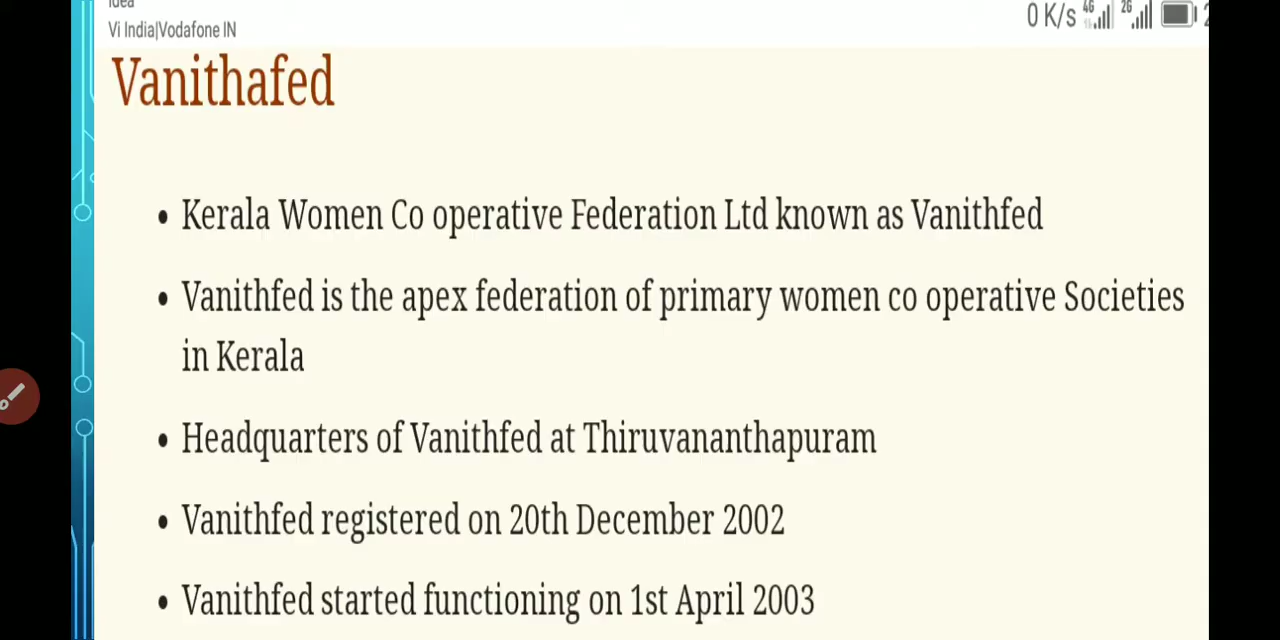 Vi India|Vodafone IN
0 K/s 4G 2G
Vanithafed
• Kerala Women Co operative Federation Ltd known as Vanithfed
• Vanithfed is the apex federation of primary women co operative Societies
in Kerala
• Headquarters of Vanithfed at Thiruvananthapuram
• Vanithfed registered on 20th December 2002
• Vanithfed started functioning on 1st April 2003